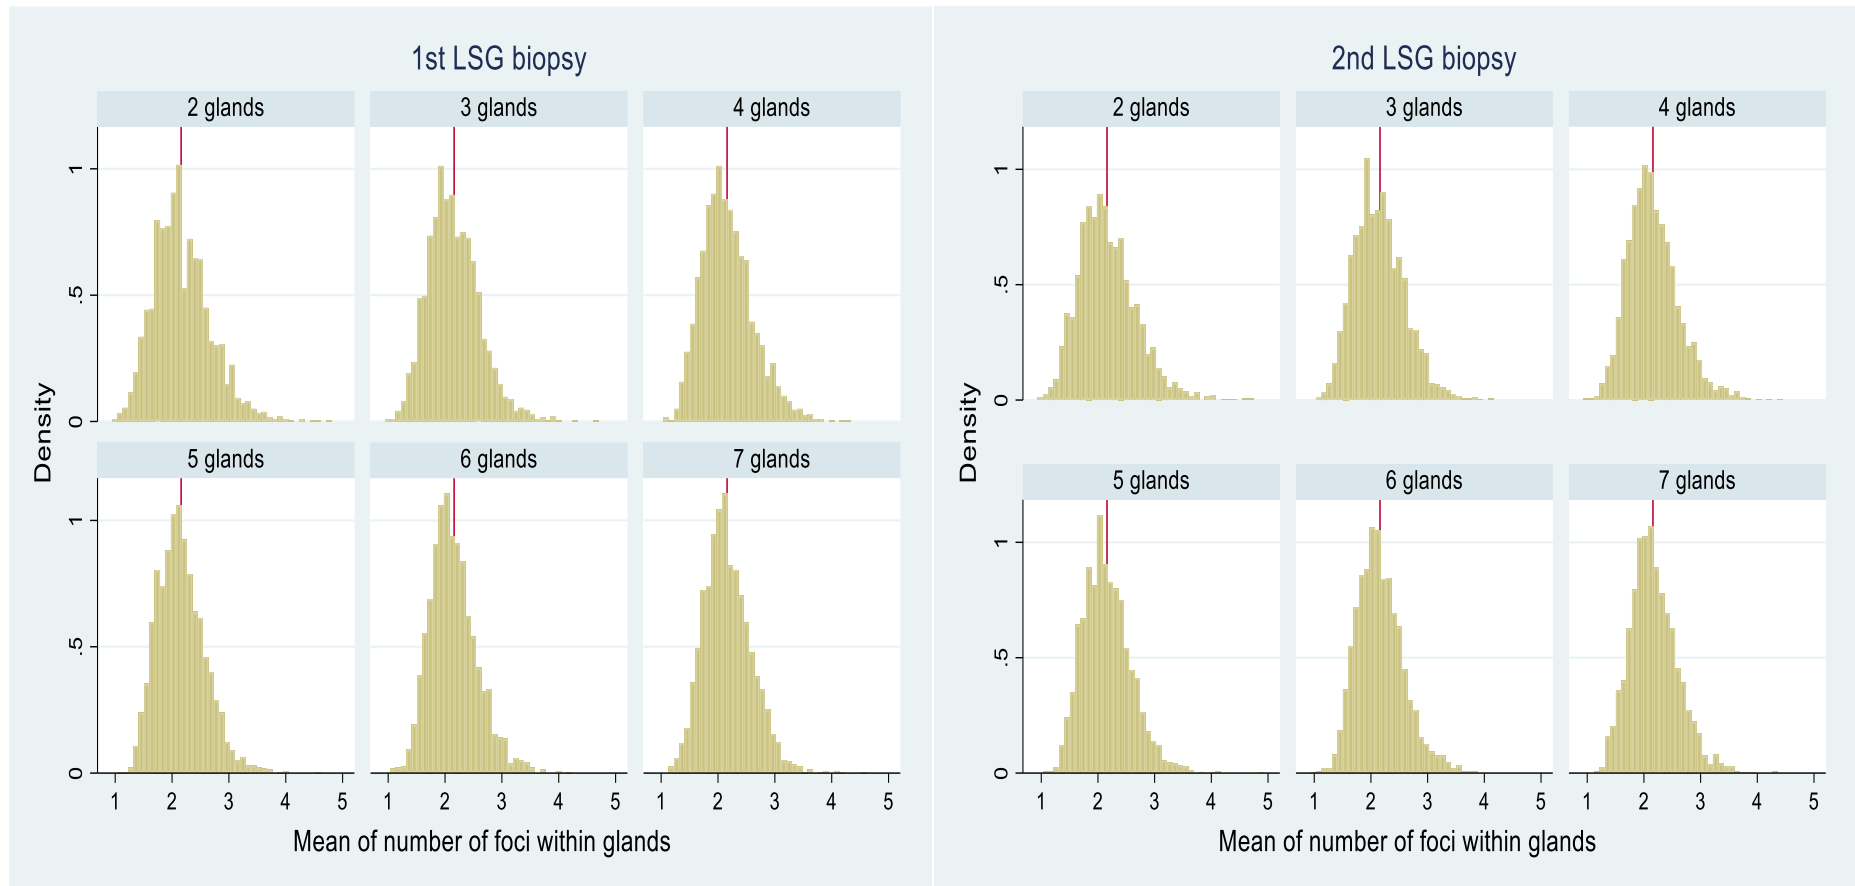 1st LSG biopsy
2 glands
3 glands
4 glands
1
.5
0
5 glands
6 glands
7 glands
1
.5
0
1 2 3 4 5
1 2 3 4 5
1 2 3 4 5
Density
Mean of number of foci within glands
2nd LSG biopsy
2 glands
3 glands
4 glands
1
.5
0
5 glands
6 glands
7 glands
1
.5
0
1 2 3 4 5
1 2 3 4 5
1 2 3 4 5
Density
Mean of number of foci within glands